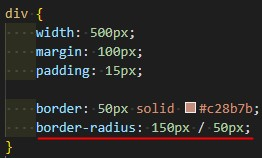 div {
    width: 500px;
    margin: 100px;
    padding: 15px;

    border: 50px solid #c28b7b;
    border-radius: 150px / 50px;
}